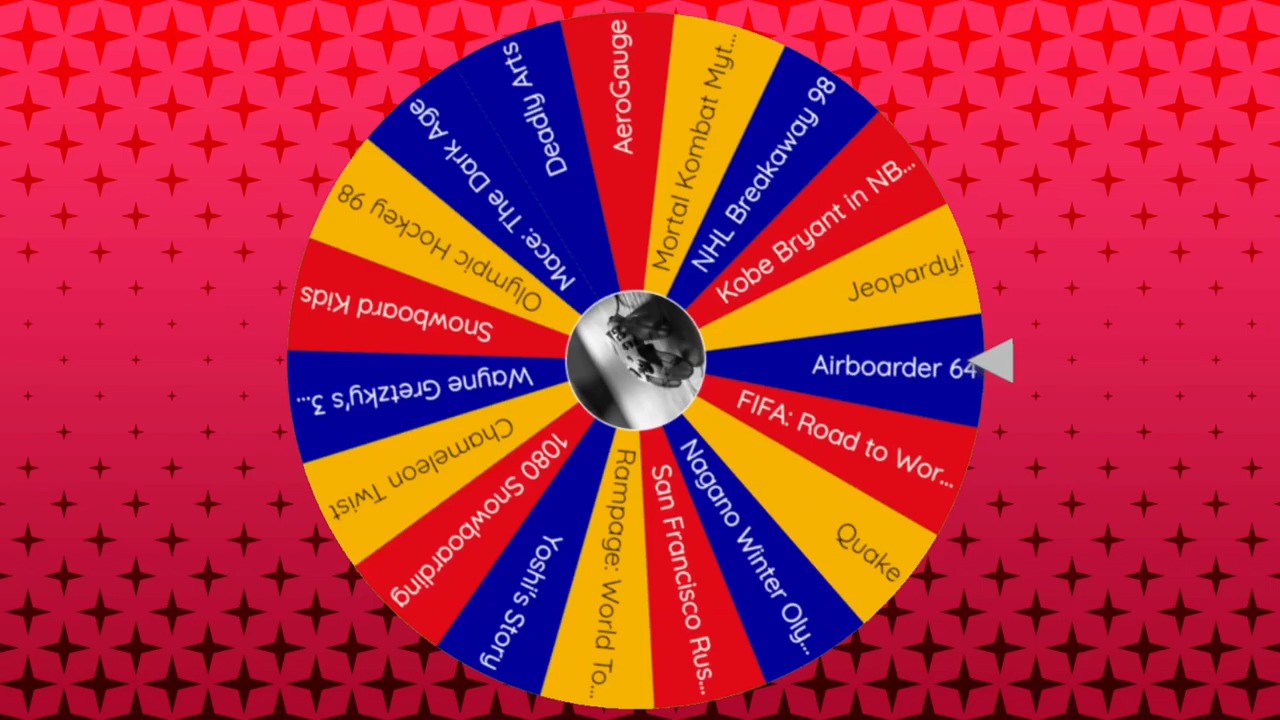 AeroGauge
Mortal Kombat Myt...
NHL Breakaway 98
Kobe Bryant in NB...
Jeopardy!
Airboarder 64
FIFA: Road to Wor...
Quake
Nagano Winter Oly...
San Francisco Rus...
Rampage: World To...
Yoshi's Story
1080 Snowboarding
Chameleon Twist
Wayne Gretzky's 3...
Snowboard Kids
Olympic Hockey 98
Mace: The Dark Age
Deadly Arts